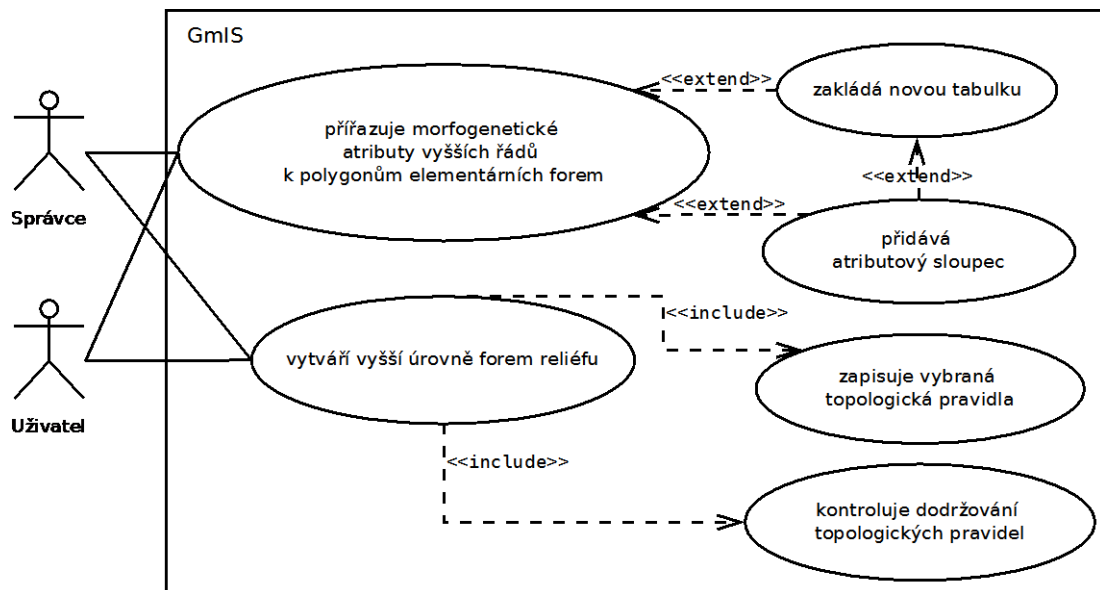 GmIS
<<extend>>
zakládá novou tabulku
přířazuje morfogenetické
atributy vyšších řádů
k polygonům elementárních forem
Správce
<<extend>>
<<extend>>
přidává
atributový sloupec
<<include>>
vytváří vyšší úrovně forem reliéfu
zapisuje vybraná
topologická pravidla
Uživatel
<<include>>
kontroluje dodržování
topologických pravidel